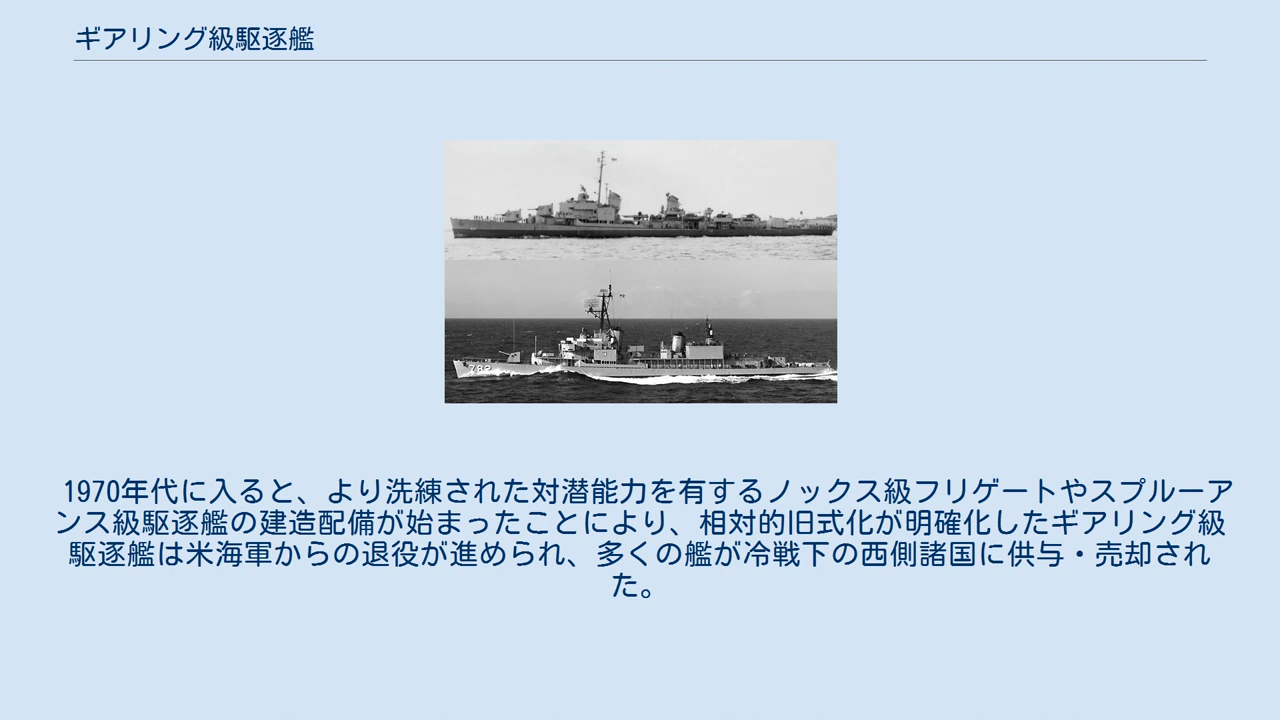 ギアリング級駆逐艦
782
1970年代に入ると、より洗練された対潜能力を有するノックス級フリゲートやスプルーア
ンス級駆逐艦の建造配備が始まったことにより、相対的旧式化が明確化したギアリング級
駆逐艦は米海軍からの退役が進められ、多くの艦が冷戦下の西側諸国に供与・売却され
た。